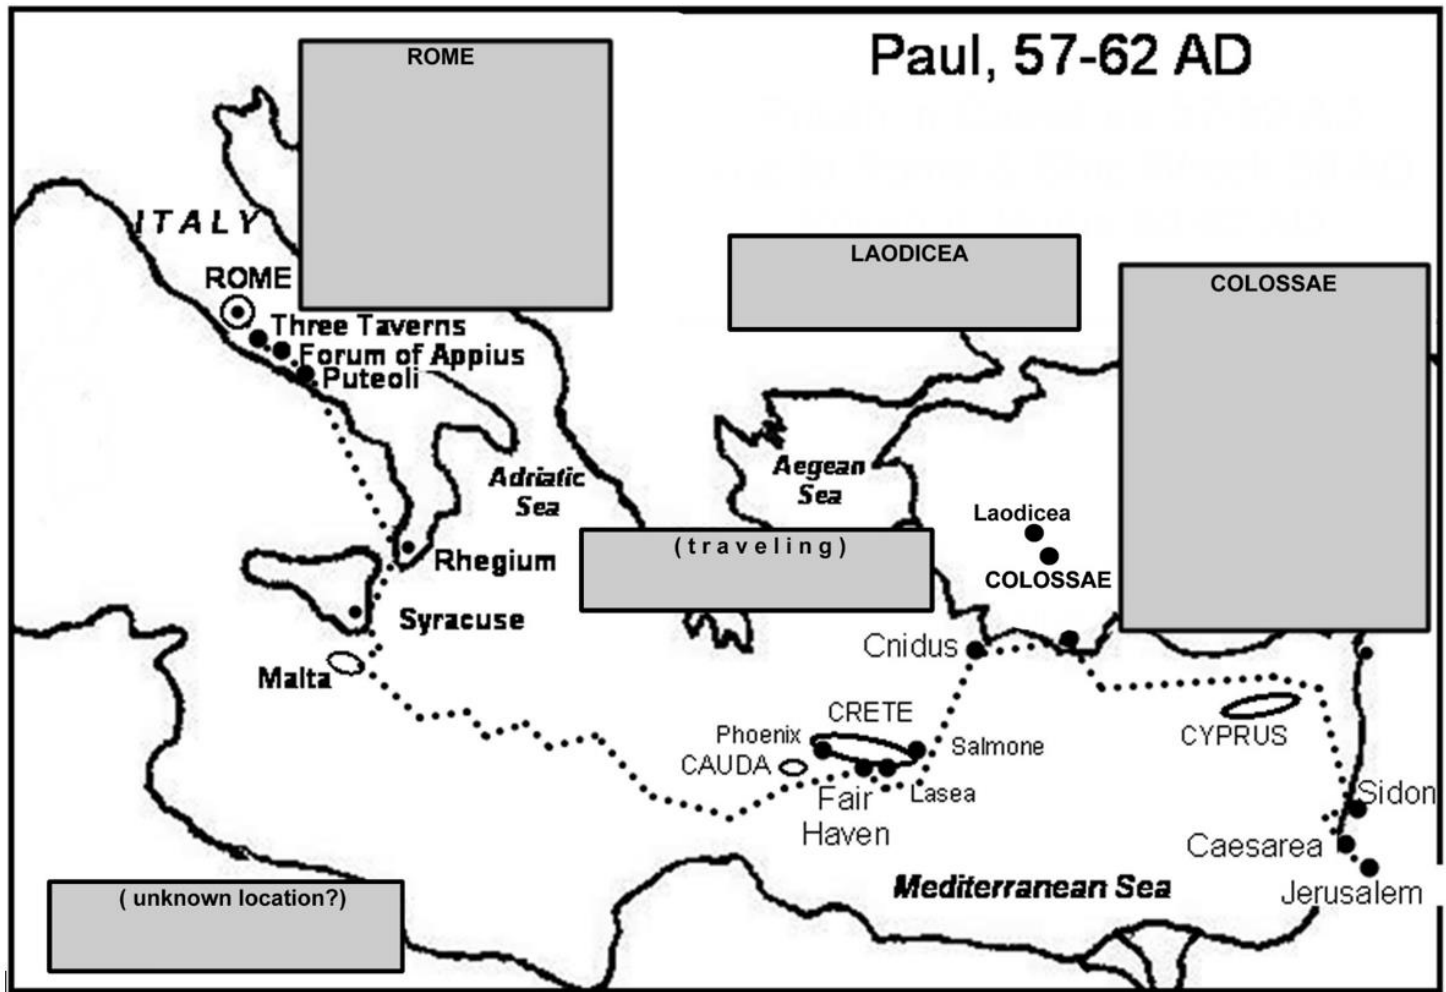 Paul, 57-62 AD
ROME
ITALY
ROME
Three Taverns
Forum of Appius
Puteoli
LAODICEA
COLOSSAE
Adriatic
Sea
Aegean
Sea
Laodicea
COLOSSAE
(traveling)
Rhegium
Syracuse
Malta
Cnidus
CRETE
Phoenix
Salmone
CAUDA
Lasea
Fair
Haven
CYPRUS
Sidon
Caesarea
Jerusalem
Mediterranean Sea
( unknown location?)